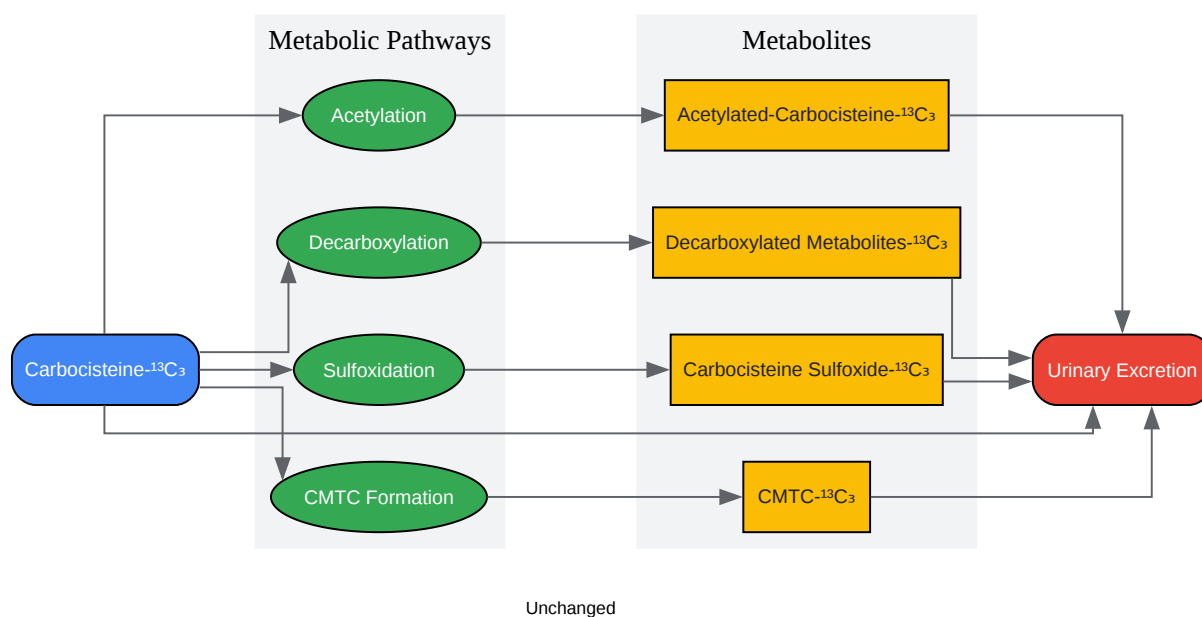 Metabolic Pathways
Metabolites
Acetylation
Acetylated-Carbocisteine-¹³C₃
Decarboxylation
Decarboxylated Metabolites-¹³C₃
Carbocisteine-¹³C₃
Sulfoxidation
Carbocisteine Sulfoxide-¹³C₃
Urinary Excretion
CMTC Formation
CMTC-¹³C₃
Unchanged